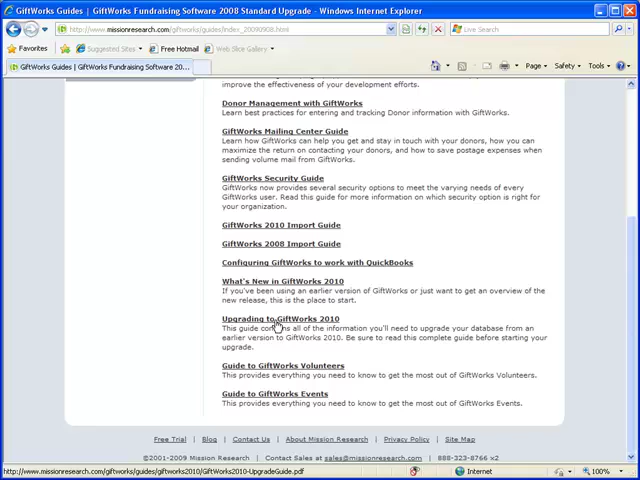 GiftWorks Guides | GiftWorks Fundraising Software 2008 Standard Upgrade - Windows Internet Explorer
http://www.missionresearch.com/giftworks/guides/index_20090908.html
Live Search
Favorites
Suggested Sites
Free Hotmail
Web Slice Gallery
GiftWorks Guides | GiftWorks Fundraising Software 20...
Page
Safety
Tools
improve the effectiveness of your development efforts.
Donor Management with GiftWorks
Learn best practices for entering and tracking Donor information with GiftWorks.
GiftWorks Mailing Center Guide
Learn how GiftWorks can help you get and stay in touch with your donors, how you can
maximize the return on contacting your donors, and how to save postage expenses when
sending volume mail from GiftWorks.
GiftWorks Security Guide
GiftWorks now provides several security options to meet the varying needs of every
GiftWorks user. Read this guide for more information on which security option is right for
your organization.
GiftWorks 2010 Import Guide
GiftWorks 2008 Import Guide
Configuring GiftWorks to work with QuickBooks
What's New in GiftWorks 2010
If you've been using an earlier version of GiftWorks or just want to get an overview of the
new release, this is the place to start.
Upgrading to GiftWorks 2010
This guide co s all of the information you'll need to upgrade your database from an
earlier version to GiftWorks 2010. Be sure to read this complete guide before starting your
upgrade.
Guide to GiftWorks Volunteers
This provides everything you need to know to get the most out of GiftWorks Volunteers.
Guide to GiftWorks Events
This provides everything you need to know to get the most out of GiftWorks Events.
Free Trial | Blog | Contact Us | About Mission Research | Privacy Policy | Site Map
©2001-2009 Mission Research | Contact Sales at sales@missionresearch.com | 888-323-8766 x2
http://www.missionresearch.com/giftworks/guides/giftworks2010/GiftWorks2010-UpgradeGuide.pdf
Internet
100%